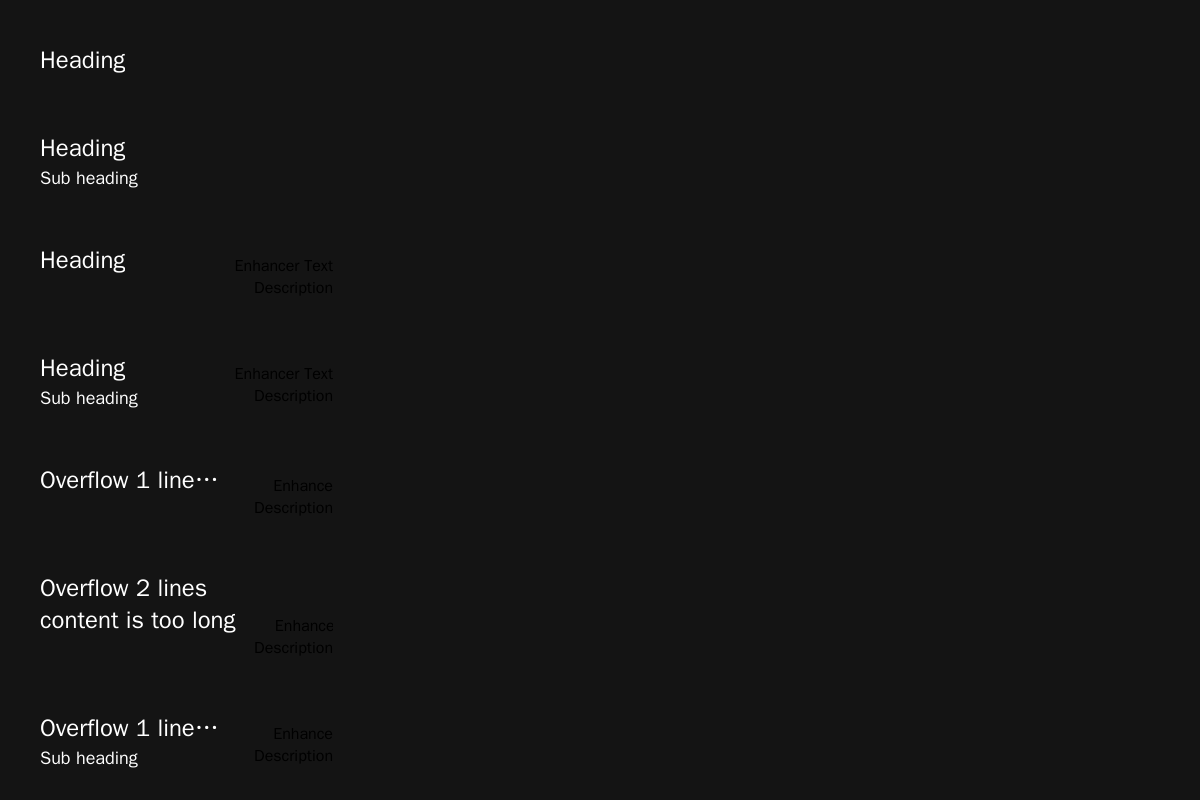 Heading
Heading
Sub heading
Heading
Enhancer Text
Description
Heading
Sub heading
Enhancer Text
Description
Overflow 1 line…
Enhance
Description
Overflow 2 lines
content is too long
Enhance
Description
Overflow 1 line…
Sub heading
Enhance
Description